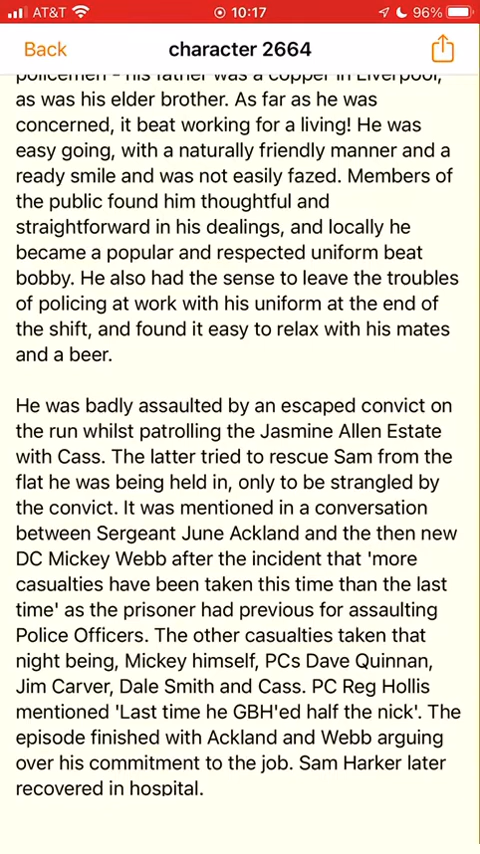 AT&T 10:17 96%
Back character 2664
policemen - his father was a copper in Liverpool,
as was his elder brother. As far as he was
concerned, it beat working for a living! He was
easy going, with a naturally friendly manner and a
ready smile and was not easily fazed. Members of
the public found him thoughtful and
straightforward in his dealings, and locally he
became a popular and respected uniform beat
bobby. He also had the sense to leave the troubles
of policing at work with his uniform at the end of
the shift, and found it easy to relax with his mates
and a beer.
He was badly assaulted by an escaped convict on
the run whilst patrolling the Jasmine Allen Estate
with Cass. The latter tried to rescue Sam from the
flat he was being held in, only to be strangled by
the convict. It was mentioned in a conversation
between Sergeant June Ackland and the then new
DC Mickey Webb after the incident that 'more
casualties have been taken this time than the last
time' as the prisoner had previous for assaulting
Police Officers. The other casualties taken that
night being, Mickey himself, PCs Dave Quinnan,
Jim Carver, Dale Smith and Cass. PC Reg Hollis
mentioned 'Last time he GBH'ed half the nick'. The
episode finished with Ackland and Webb arguing
over his commitment to the job. Sam Harker later
recovered in hospital.